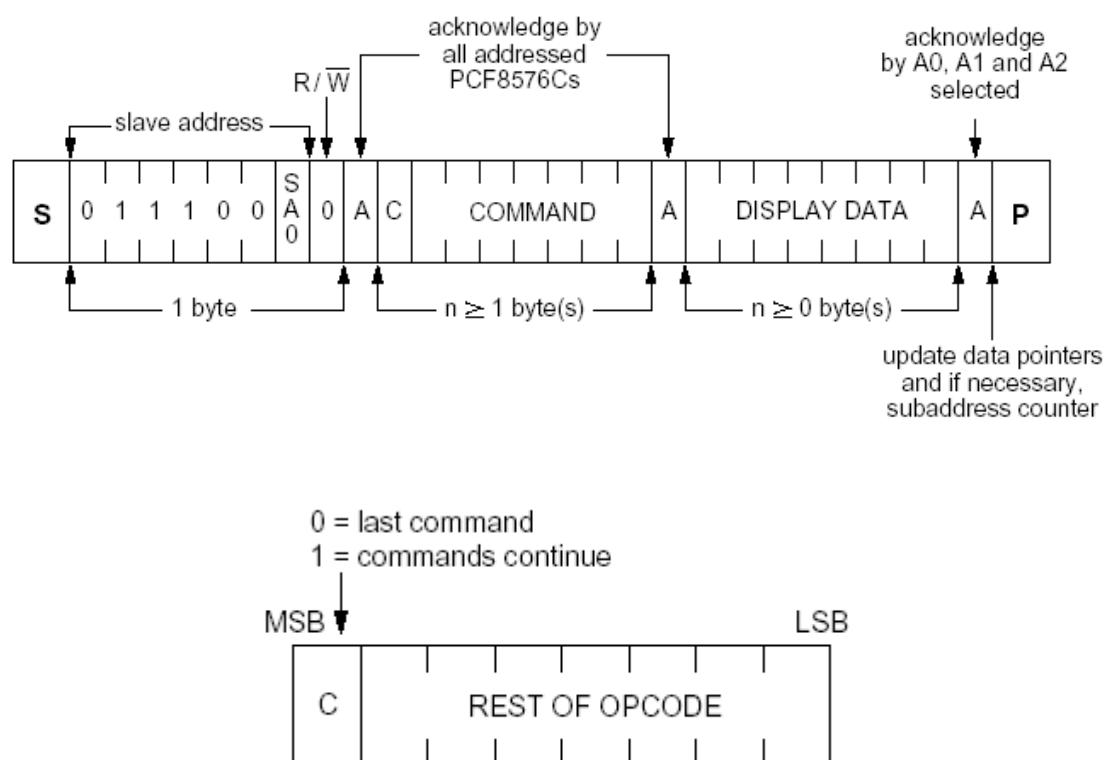 acknowledge by
all addressed
PCF8576Cs
acknowledge
by A0, A1 and A2
selected
R/W̅
slave address
S 0 1 1 1 0 0 SA0 0 A C COMMAND A DISPLAY DATA A P
1 byte
n ≥ 1 byte(s)
n ≥ 0 byte(s)
update data pointers
and if necessary,
subaddress counter
0 = last command
1 = commands continue
MSB LSB
C REST OF OPCODE